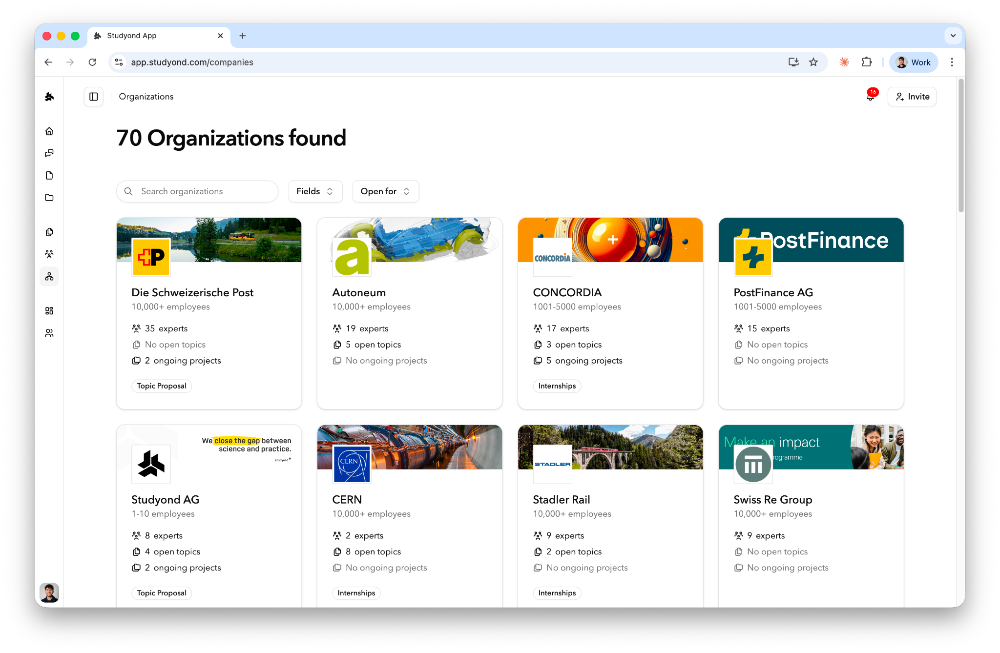 Studyond App
app.studyond.com/companies
Work
Organizations
16
Invite
70 Organizations found
Search organizations
Fields
Open for
P
Die Schweizerische Post
10,000+ employees
35 experts
No open topics
2 ongoing projects
Topic Proposal
a
Autoneum
10,000+ employees
19 experts
5 open topics
No ongoing projects
CONCORDIA
CONCORDIA
1001-5000 employees
17 experts
3 open topics
5 ongoing projects
Internships
PostFinance
PostFinance AG
1001-5000 employees
15 experts
No open topics
No ongoing projects
We close the gap between
science and practice.
studyond
Studyond AG
1-10 employees
8 experts
4 open topics
2 ongoing projects
Topic Proposal
CERN
CERN
10,000+ employees
2 experts
8 open topics
No ongoing projects
Internships
STADLER
Stadler Rail
10,000+ employees
9 experts
2 open topics
No ongoing projects
Internships
Make an impact
rogramme
Swiss Re Group
10,000+ employees
9 experts
No open topics
No ongoing projects